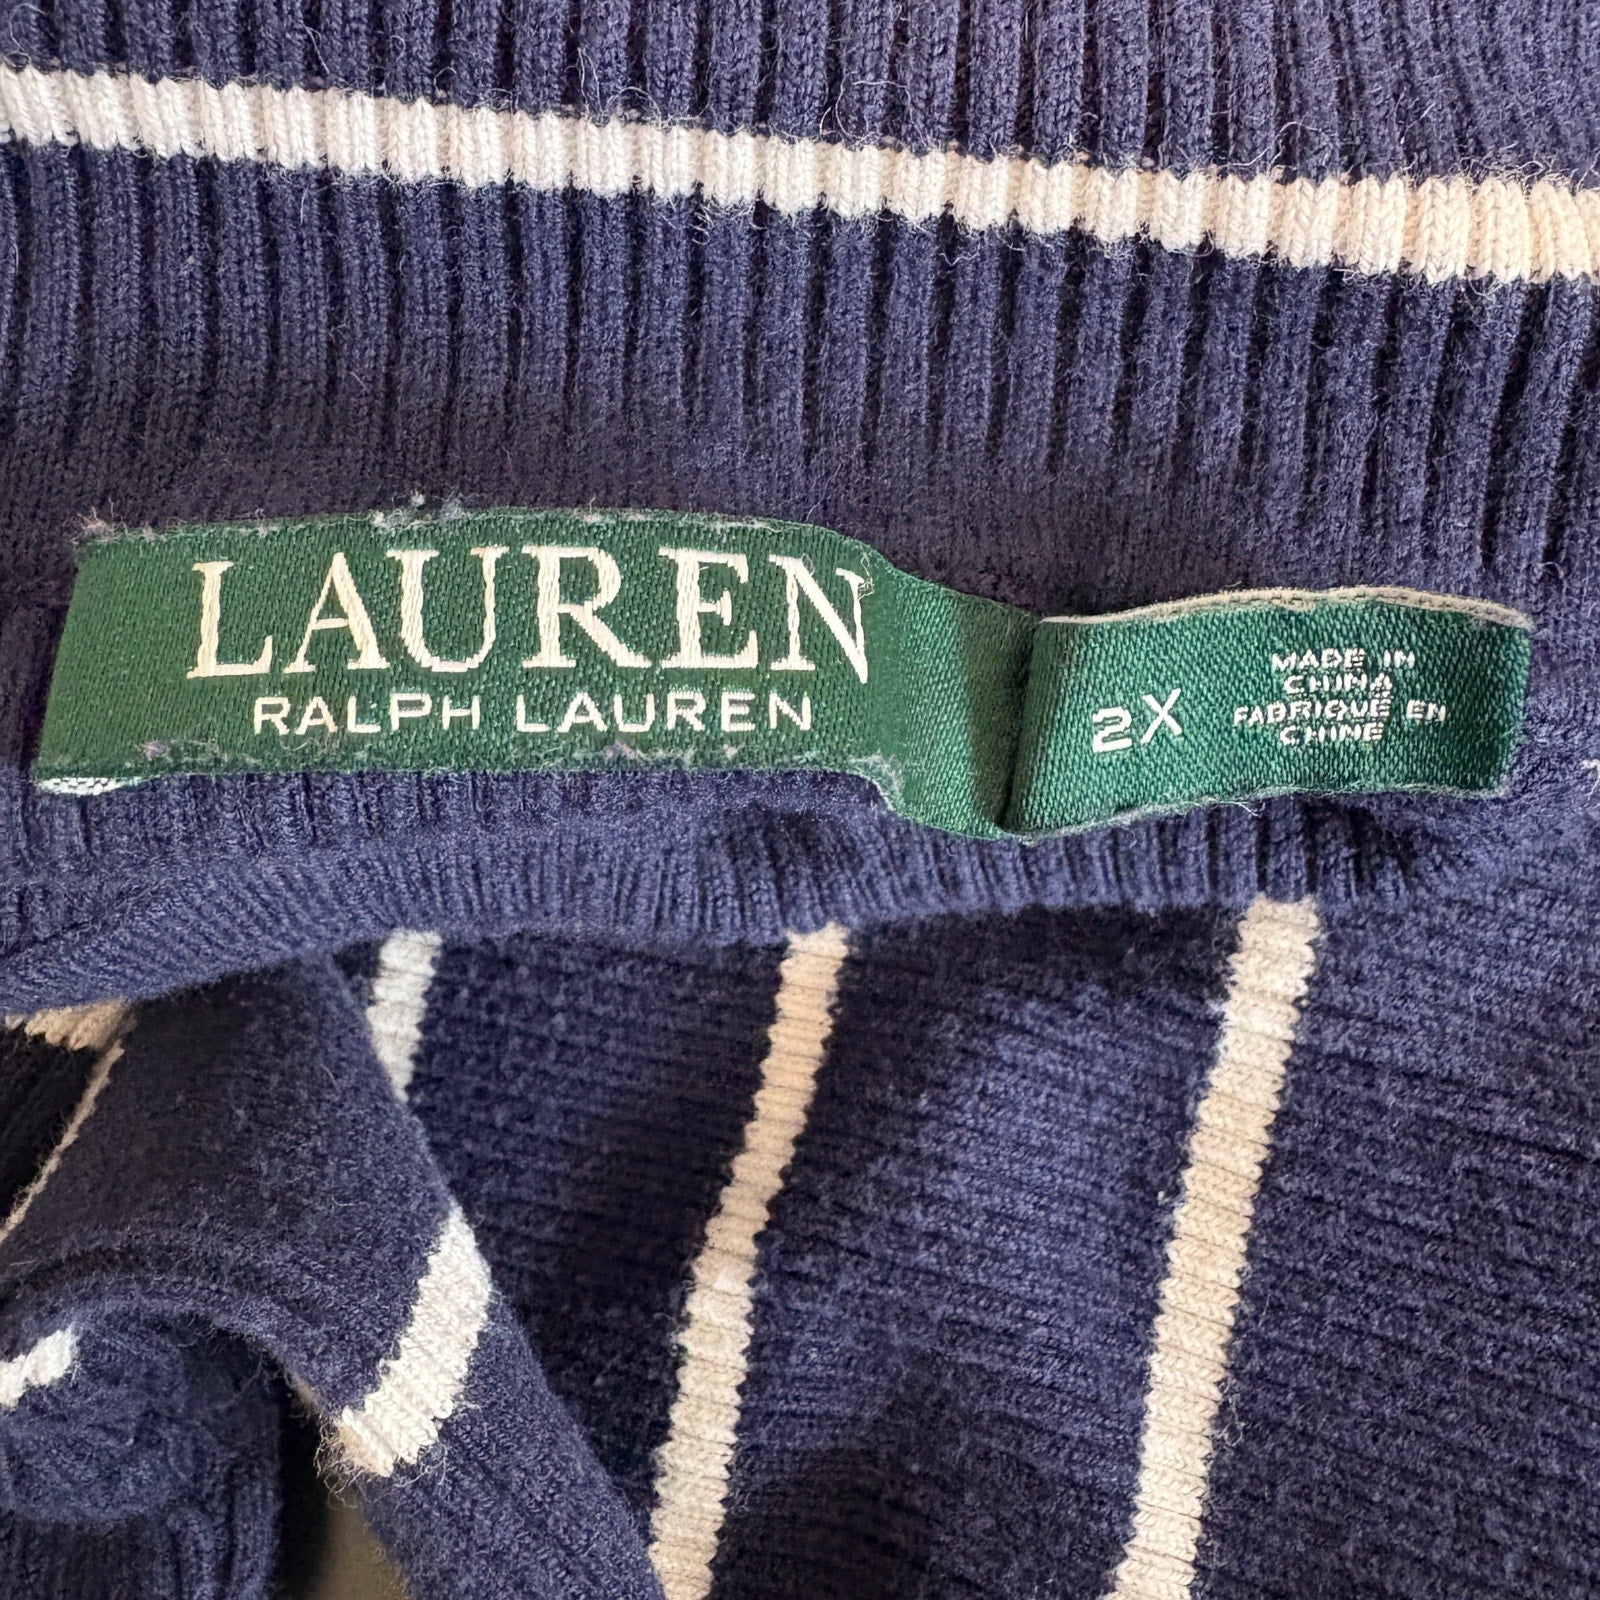 LAUREN
RALPH LAUREN
2X
MADE IN
CHINA
FABRIQUÉ EN
CHINE